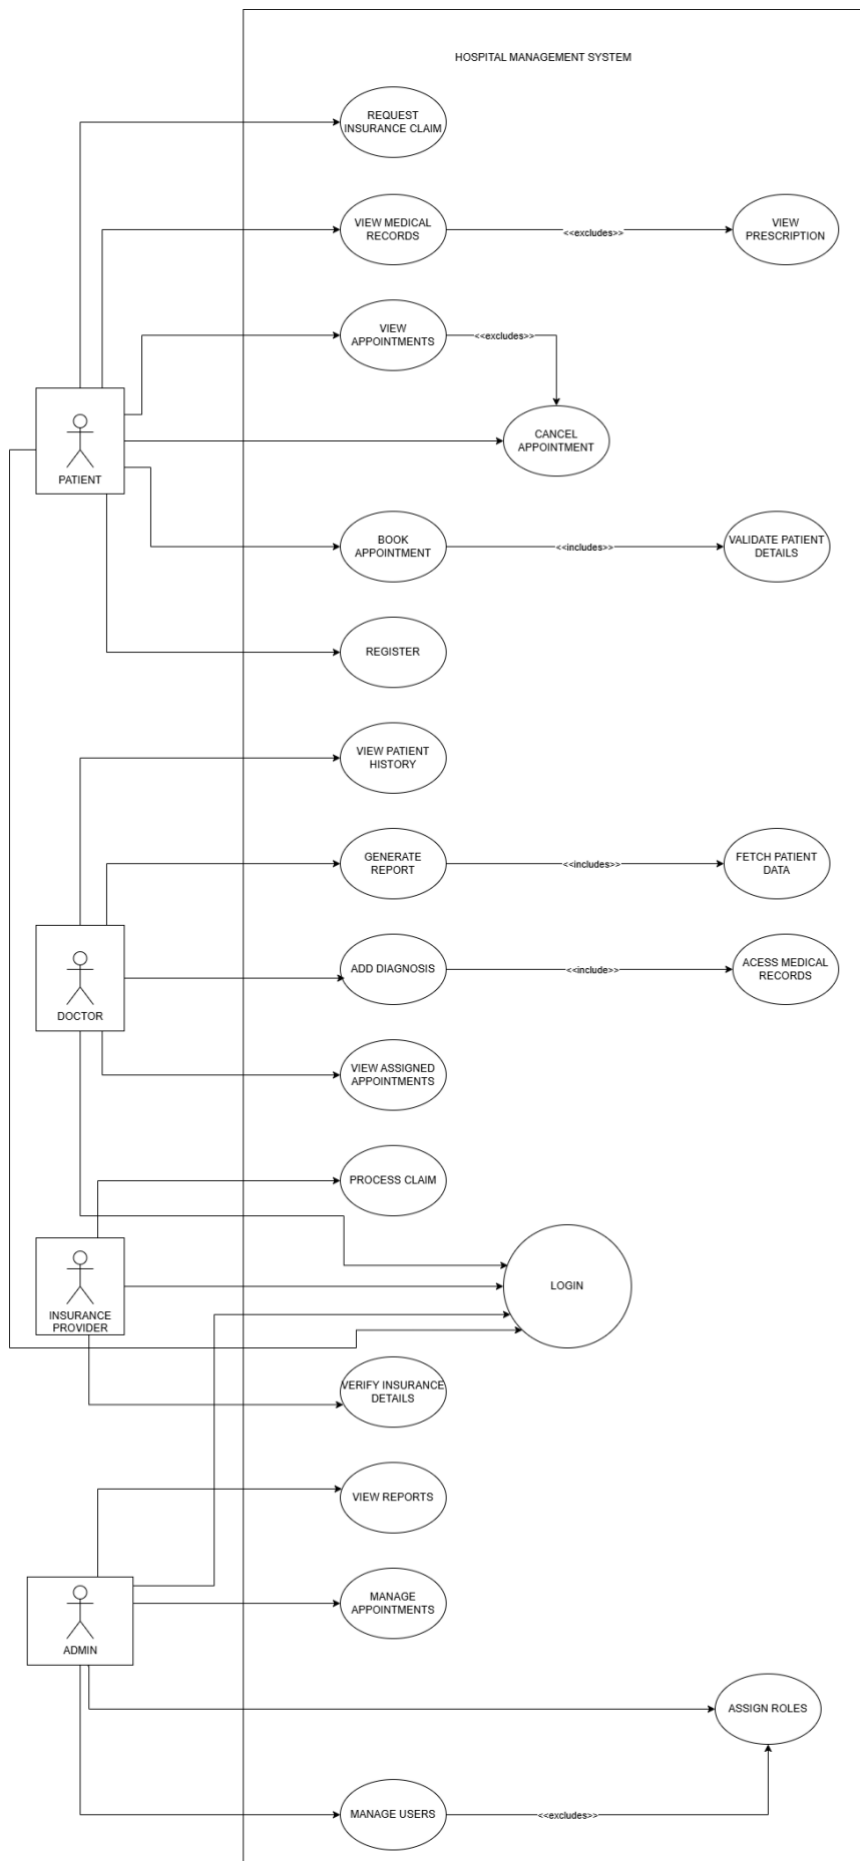 HOSPITAL MANAGEMENT SYSTEM
REQUEST
INSURANCE CLAIM
VIEW MEDICAL
RECORDS
<<excludes>>
VIEW
PRESCRIPTION
VIEW
APPOINTMENTS
<<excludes>>
CANCEL
APPOINTMENT
PATIENT
BOOK
APPOINTMENT
<<includes>>
VALIDATE PATIENT
DETAILS
REGISTER
VIEW PATIENT
HISTORY
GENERATE
REPORT
<<includes>>
FETCH PATIENT
DATA
DOCTOR
ADD DIAGNOSIS
<<include>>
ACESS MEDICAL
RECORDS
VIEW ASSIGNED
APPOINTMENTS
PROCESS CLAIM
INSURANCE
PROVIDER
LOGIN
VERIFY INSURANCE
DETAILS
VIEW REPORTS
MANAGE
APPOINTMENTS
ADMIN
ASSIGN ROLES
MANAGE USERS
<<excludes>>